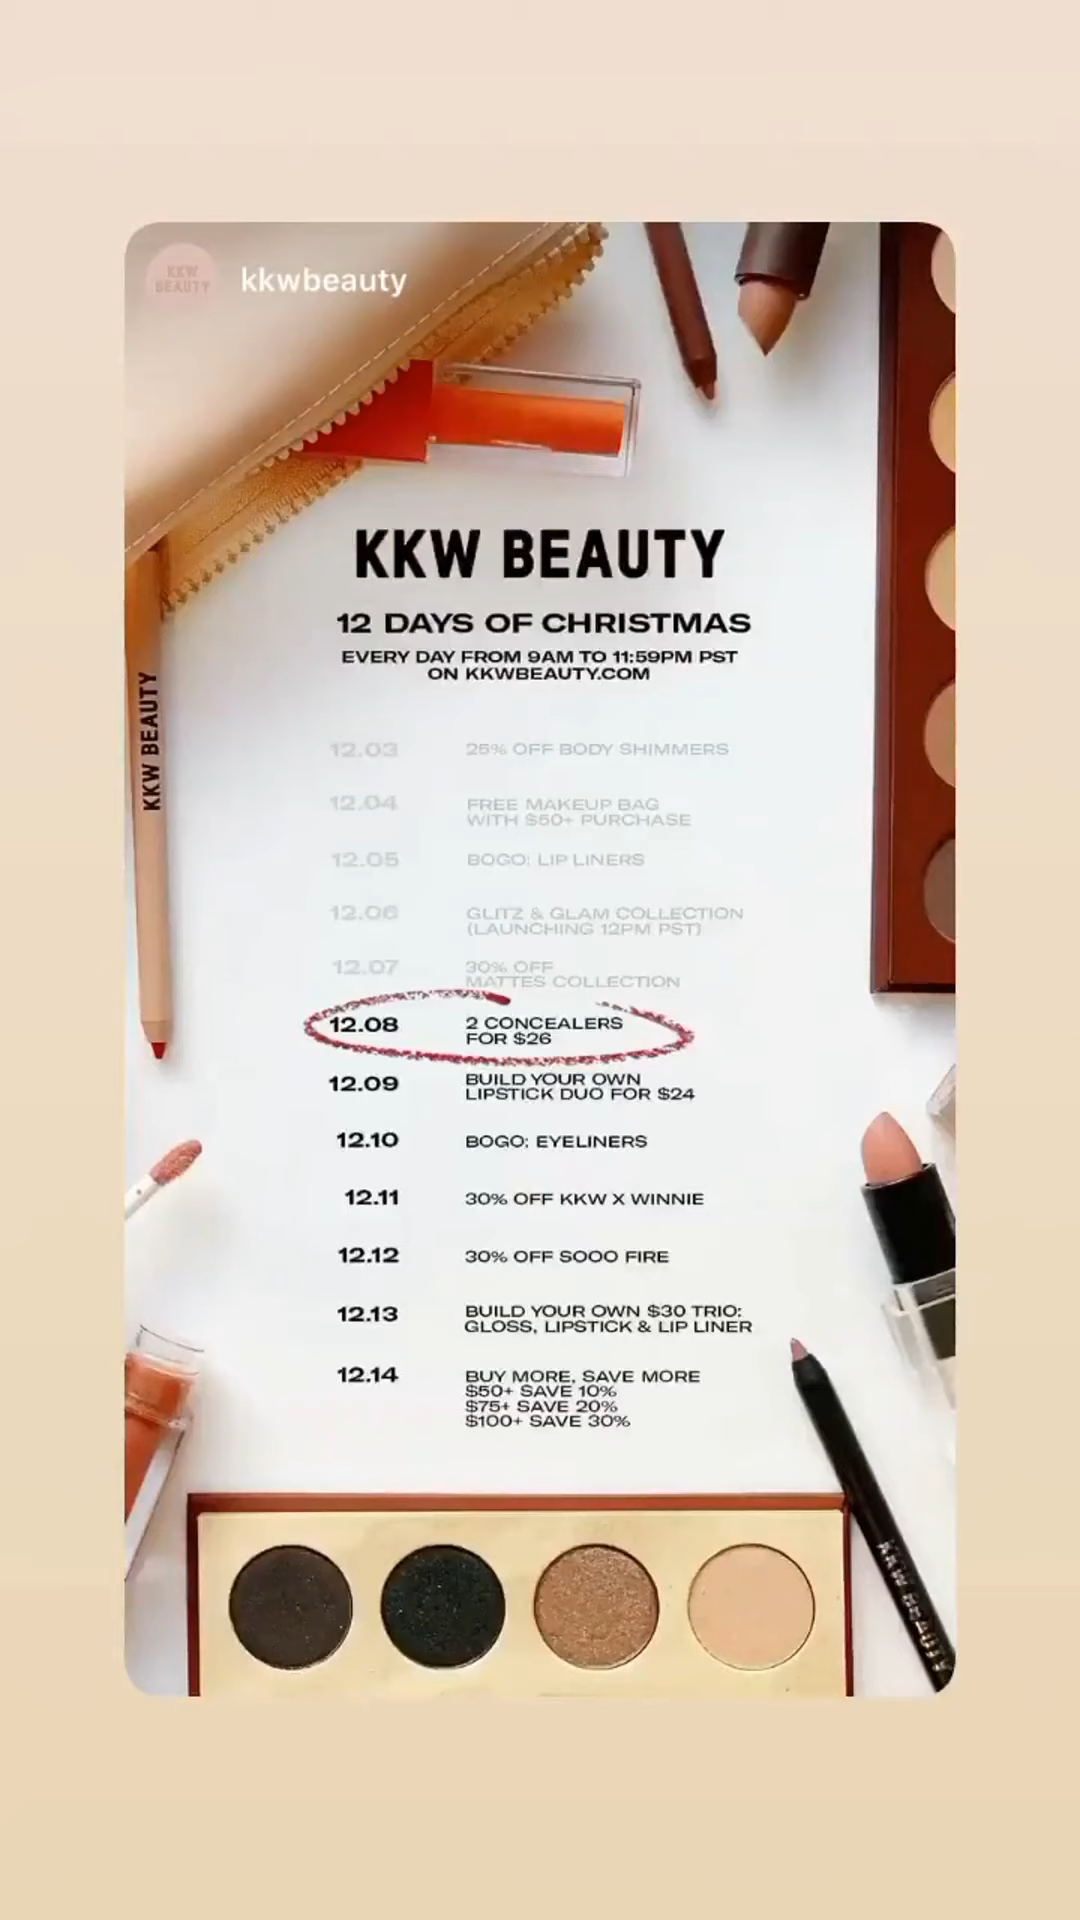 KKW
BEAUTY
kkwbeauty
KKW BEAUTY
12 DAYS OF CHRISTMAS
EVERY DAY FROM 9AM TO 11:59PM PST
ON KKWBEAUTY.COM
KKW BEAUTY
12.03 25% OFF BODY SHIMMERS
12.04 FREE MAKEUP BAG
WITH $50+ PURCHASE
12.05 BOGO: LIP LINERS
12.06 GLITZ & GLAM COLLECTION
(LAUNCHING 12PM PST)
12.07 30% OFF
MATTES COLLECTION
12.08 2 CONCEALERS
FOR $26
12.09 BUILD YOUR OWN
LIPSTICK DUO FOR $24
12.10 BOGO: EYELINERS
12.11 30% OFF KKW X WINNIE
12.12 30% OFF SOOO FIRE
12.13 BUILD YOUR OWN $30 TRIO:
GLOSS, LIPSTICK & LIP LINER
12.14 BUY MORE, SAVE MORE
$50+ SAVE 10%
$75+ SAVE 20%
$100+ SAVE 30%
KKW BEAUTY